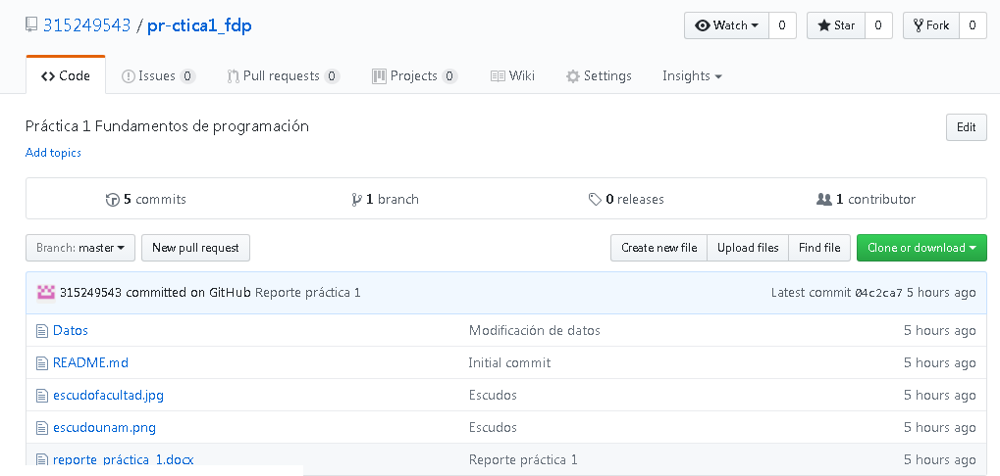 315249543 / pr-ctica1_fdp
Watch 0 Star 0 Fork 0
Code Issues 0 Pull requests 0 Projects 0 Wiki Settings Insights
Práctica 1 Fundamentos de programación
Edit
Add topics
5 commits 1 branch 0 releases 1 contributor
Branch: master New pull request Create new file Upload files Find file Clone or download
315249543 committed on GitHub Reporte práctica 1 Latest commit 04c2ca7 5 hours ago
Datos Modificación de datos 5 hours ago
README.md Initial commit 5 hours ago
escudofacultad.jpg Escudos 5 hours ago
escudounam.png Escudos 5 hours ago
reporte_práctica_1.docx Reporte práctica 1 5 hours ago